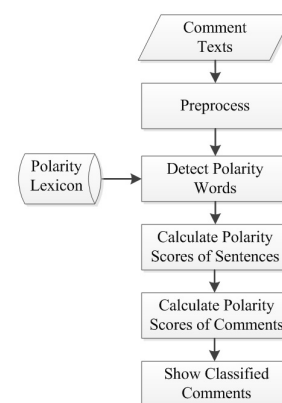 Comment
Texts
Preprocess
Polarity
Lexicon
Detect Polarity
Words
Calculate Polarity
Scores of Sentences
Calculate Polarity
Scores of Comments
Show Classified
Comments